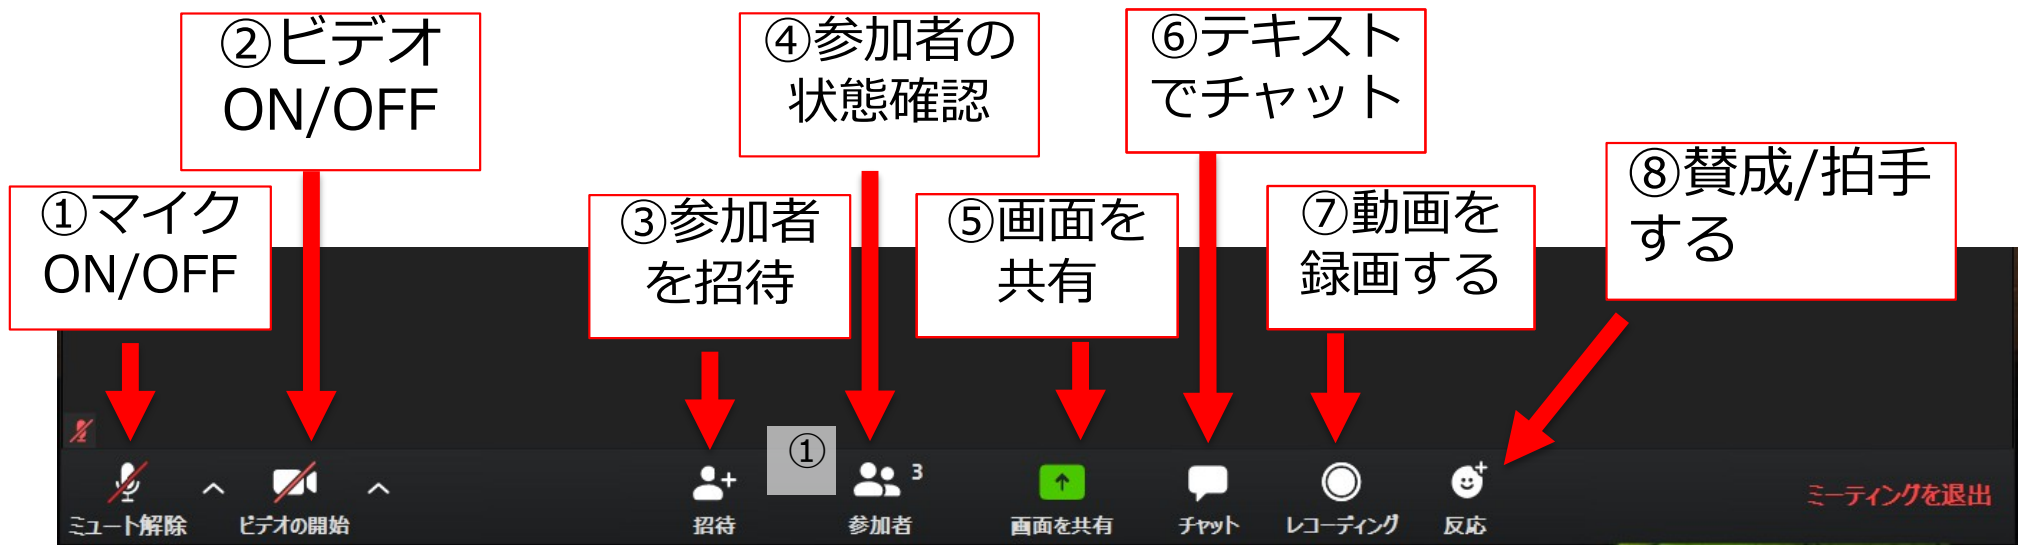 ②ビデオ
ON/OFF
④参加者の
状態確認
⑥テキスト
でチャット
⑧賛成/拍手
する
①マイク
ON/OFF
③参加者
を招待
⑤画面を
共有
⑦動画を
録画する
①
3
ミュート解除
ビデオの開始
招待
参加者
画面を共有
チャット
レコーディング
反応
ミーティングを退出